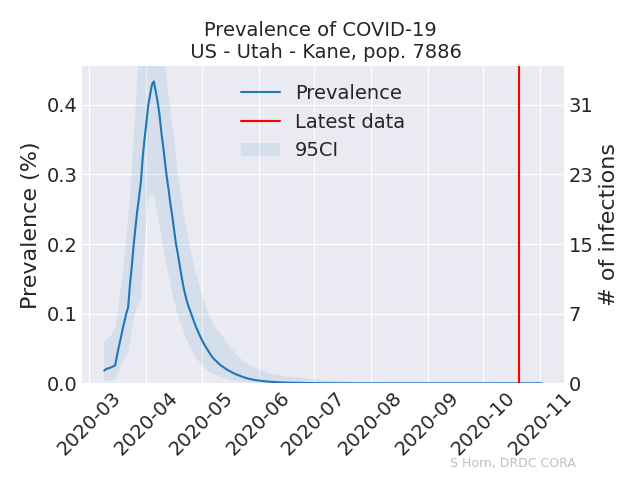 Prevalence of COVID-19
US - Utah - Kane, pop. 7886
Prevalence (%)
0.4
0.3
0.2
0.1
0.0
Prevalence
Latest data
95CI
31
23
15
7
0
# of infections
2020-03
2020-04
2020-05
2020-06
2020-07
2020-08
2020-09
2020-10
2020-11
S Horn, DRDC CORA